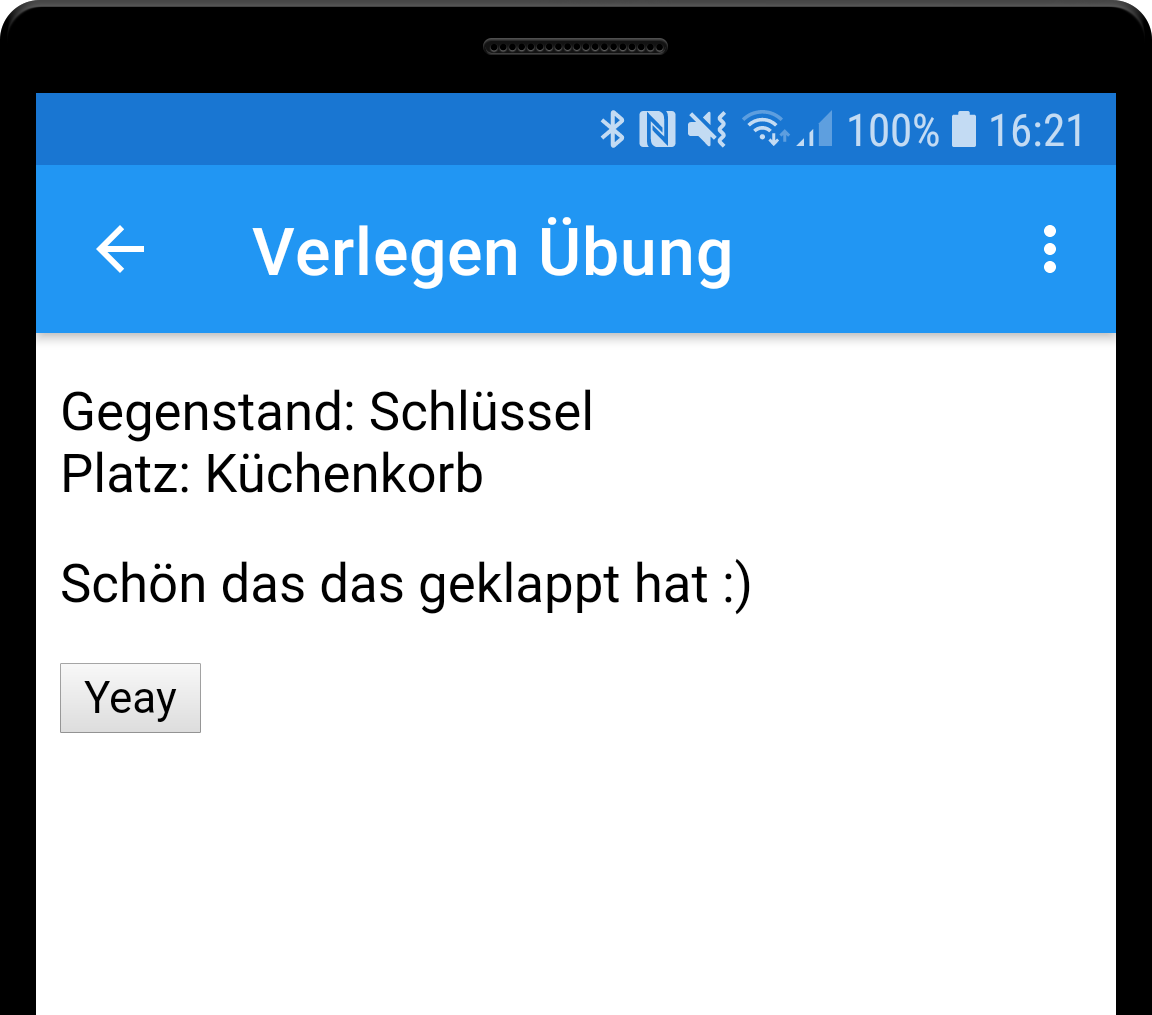 100% 16:21
Verlegen Übung
Gegenstand: Schlüssel
Platz: Küchenkorb
Schön das das geklappt hat :)
Yeay